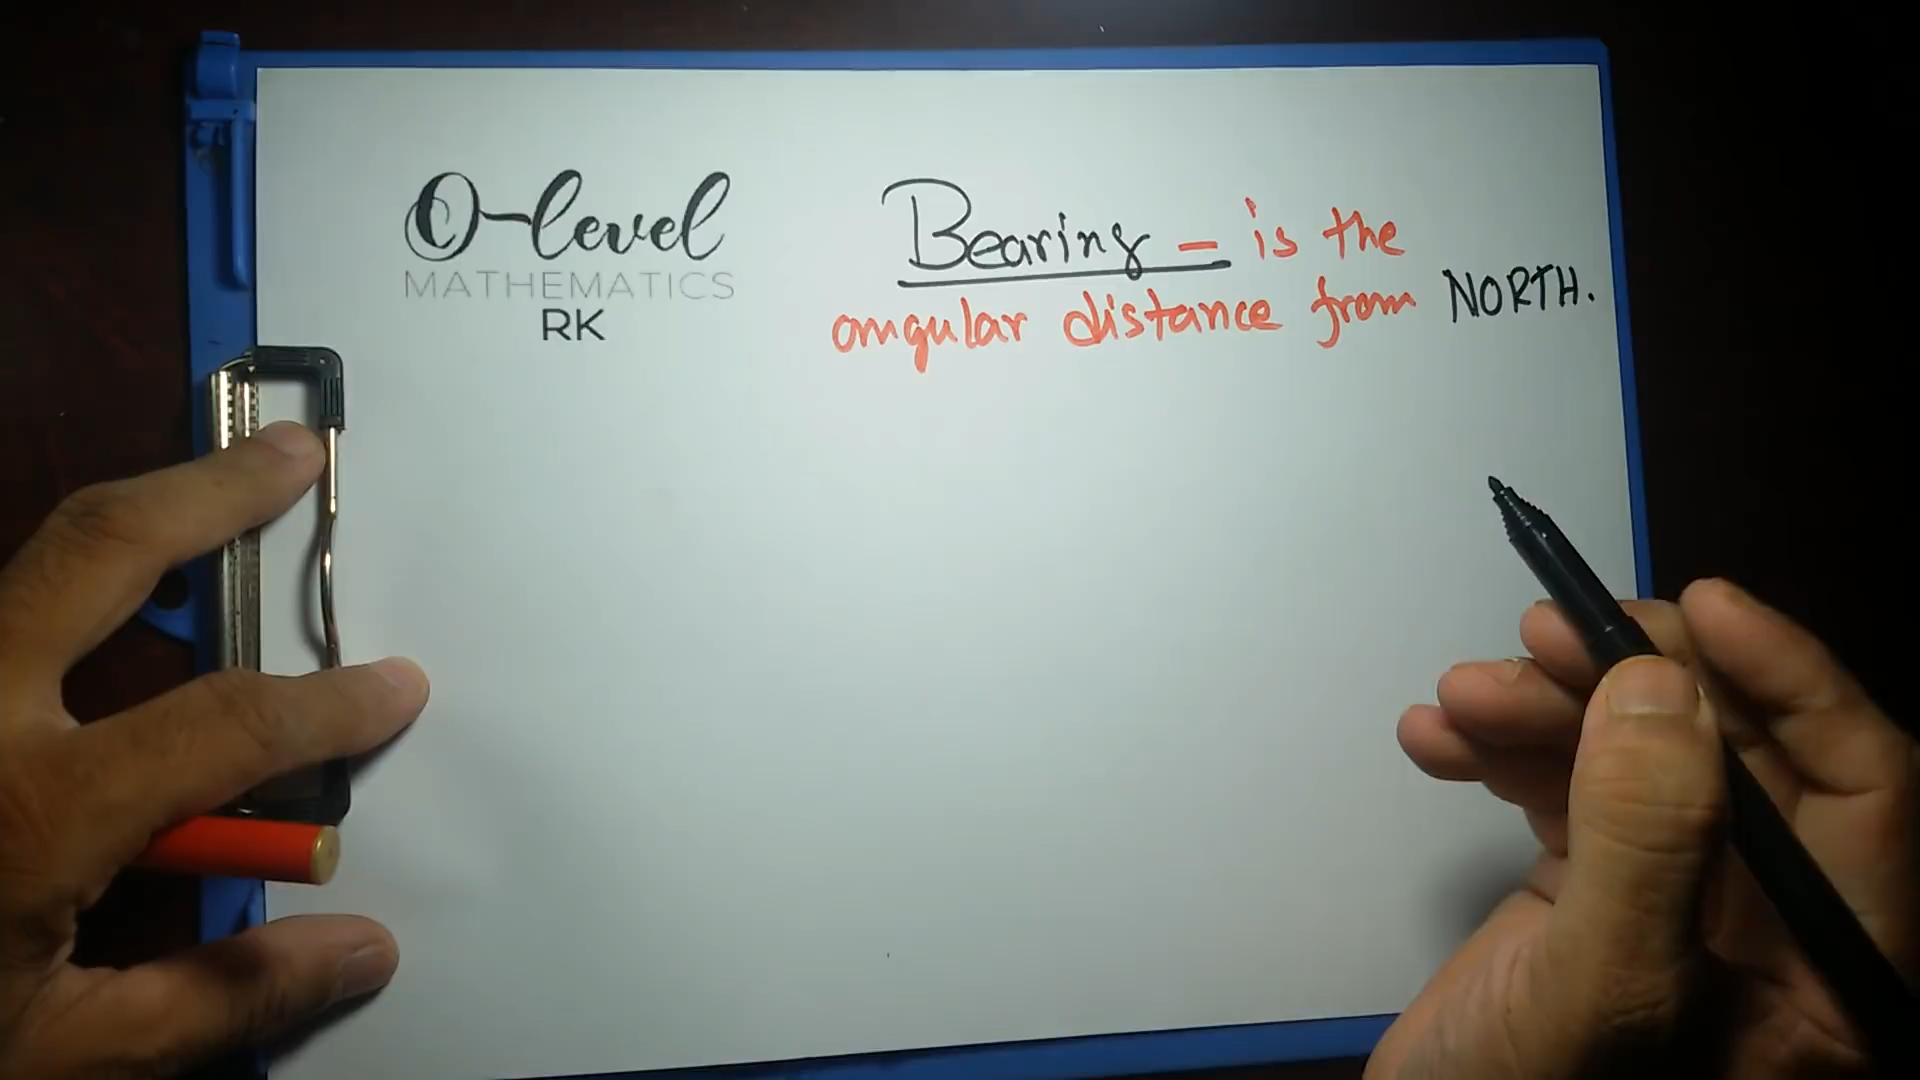 O-level
MATHEMATICS
RK
Bearing - is the
angular distance from NORTH.